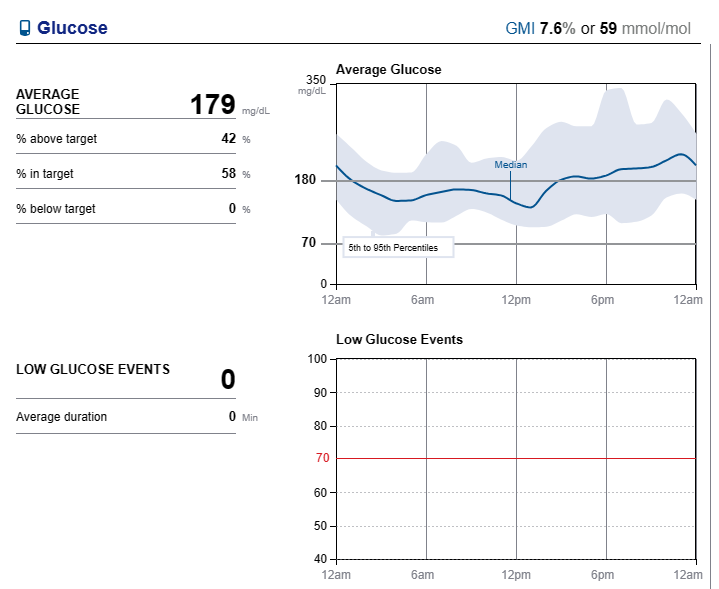 Glucose
GMI 7.6% or 59 mmol/mol
AVERAGE
GLUCOSE
179 mg/dL
% above target 42 %
% in target 58 %
% below target 0 %
Average Glucose
350
mg/dL
180
70
0
Median
5th to 95th Percentiles
12am 6am 12pm 6pm 12am
LOW GLUCOSE EVENTS 0
Average duration 0 Min
Low Glucose Events
100
90
80
70
60
50
40
12am 6am 12pm 6pm 12am